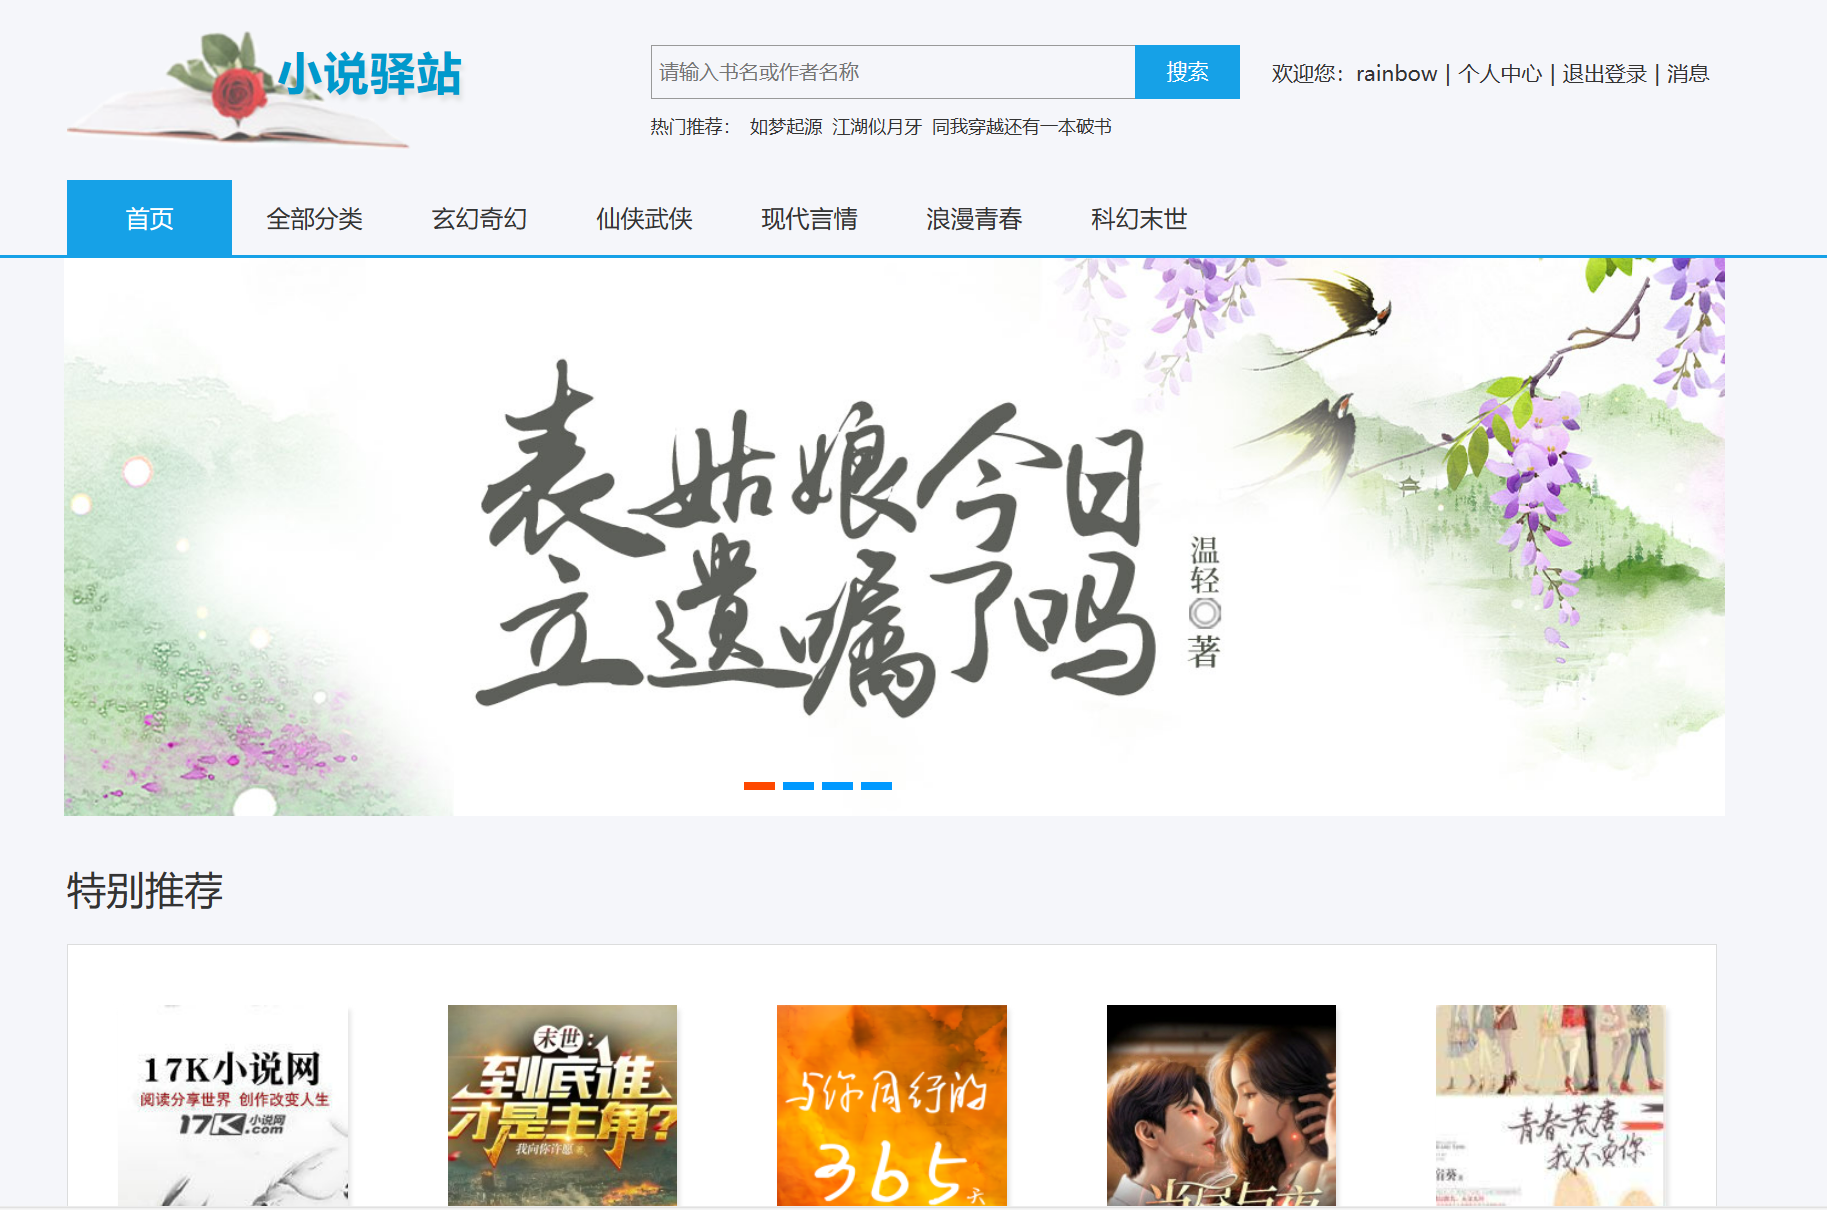 小说驿站
请输入书名或作者名称
搜索
欢迎您：rainbow | 个人中心 | 退出登录 | 消息
热门推荐： 如梦起源 江湖似月牙 同我穿越还有一本破书
首页 全部分类 玄幻奇幻 仙侠武侠 现代言情 浪漫青春 科幻末世
表姑娘今日
立遗嘱了吗
温轻
著
特别推荐
17K小说网
阅读分享世界 创作改变人生
17K小说网
.com
末世：
到底谁
才是主角?
我向你许愿 著
与你同行的
365天
青春荒唐
我不负你